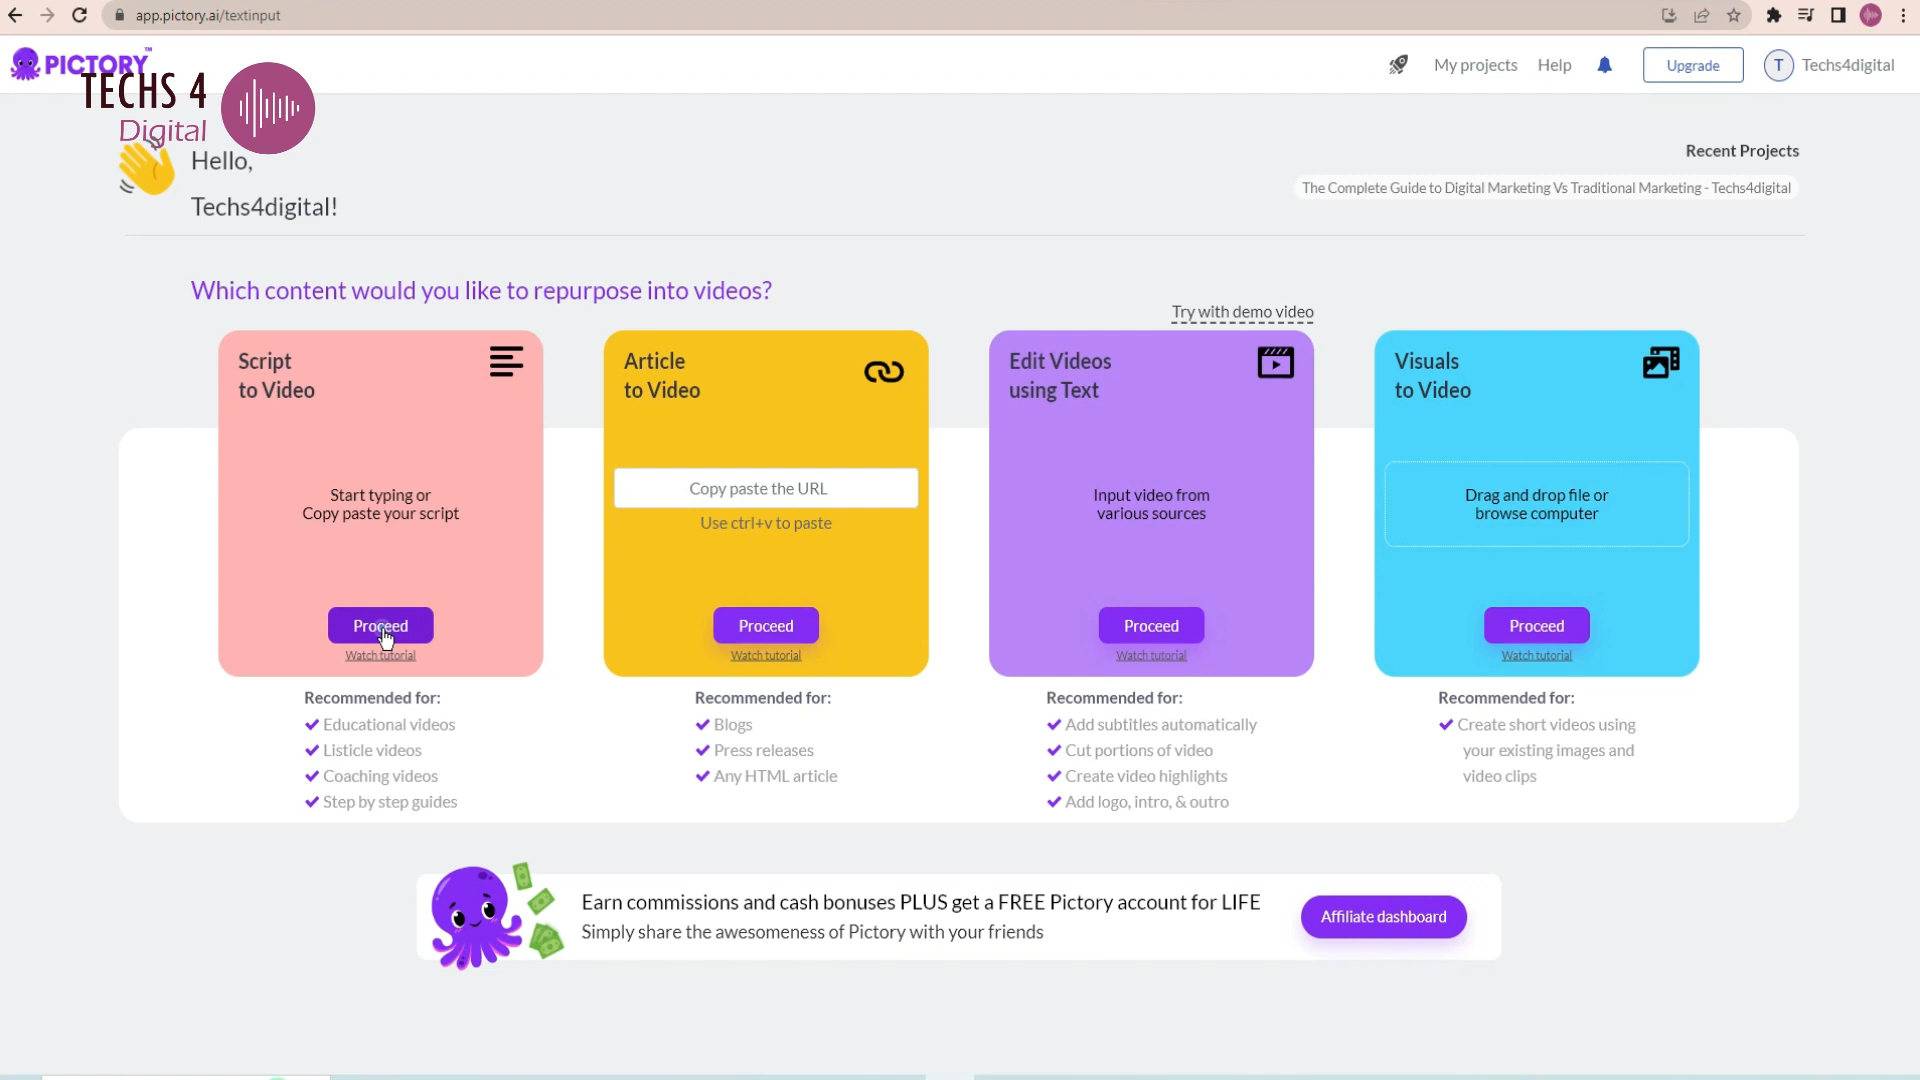 app.pictory.ai/textinput
PICTORY™
My projects
Help
Upgrade
T
Techs4digital
TECHS 4
Digital
Hello,
Techs4digital!
Recent Projects
The Complete Guide to Digital Marketing Vs Traditional Marketing - Techs4digital
Which content would you like to repurpose into videos?
Try with demo video
Script
to Video
Start typing or
Copy paste your script
Proceed
Watch tutorial
Recommended for:
Educational videos
Listicle videos
Coaching videos
Step by step guides
Article
to Video
Copy paste the URL
Use ctrl+v to paste
Proceed
Watch tutorial
Recommended for:
Blogs
Press releases
Any HTML article
Edit Videos
using Text
Input video from
various sources
Proceed
Watch tutorial
Recommended for:
Add subtitles automatically
Cut portions of video
Create video highlights
Add logo, intro, & outro
Visuals
to Video
Drag and drop file or
browse computer
Proceed
Watch tutorial
Recommended for:
Create short videos using
your existing images and
video clips
Earn commissions and cash bonuses PLUS get a FREE Pictory account for LIFE
Simply share the awesomeness of Pictory with your friends
Affiliate dashboard